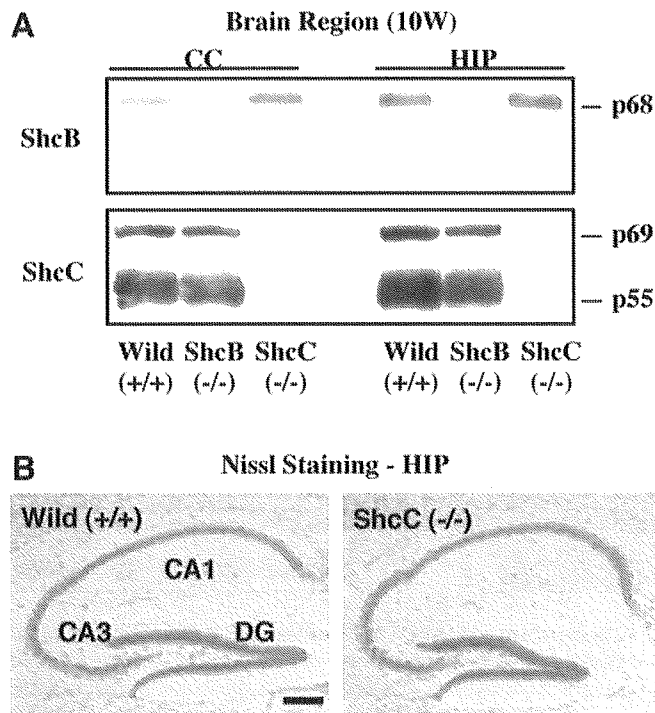 A Brain Region (10W)
CC HIP
ShcB
p68
ShcC
p69
p55
Wild ShcB ShcC Wild ShcB ShcC
(+/+) (-/-) (-/-) (+/+) (-/-) (-/-)
B Nissl Staining - HIP
Wild (+/+) ShcC (-/-)
CA1
CA3 DG